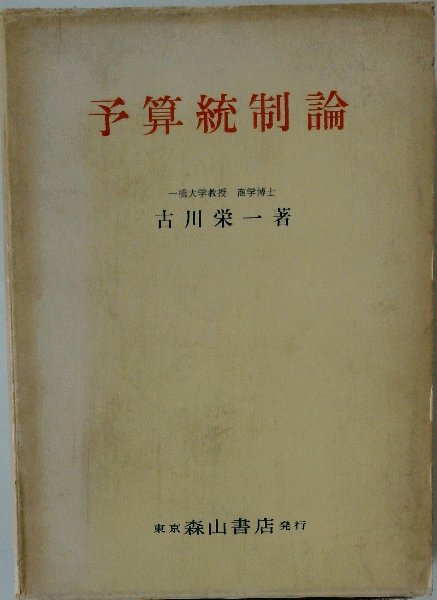 予算統制論
一橋大学教授 商学博士
古川栄一著
東京 森山書店 発行